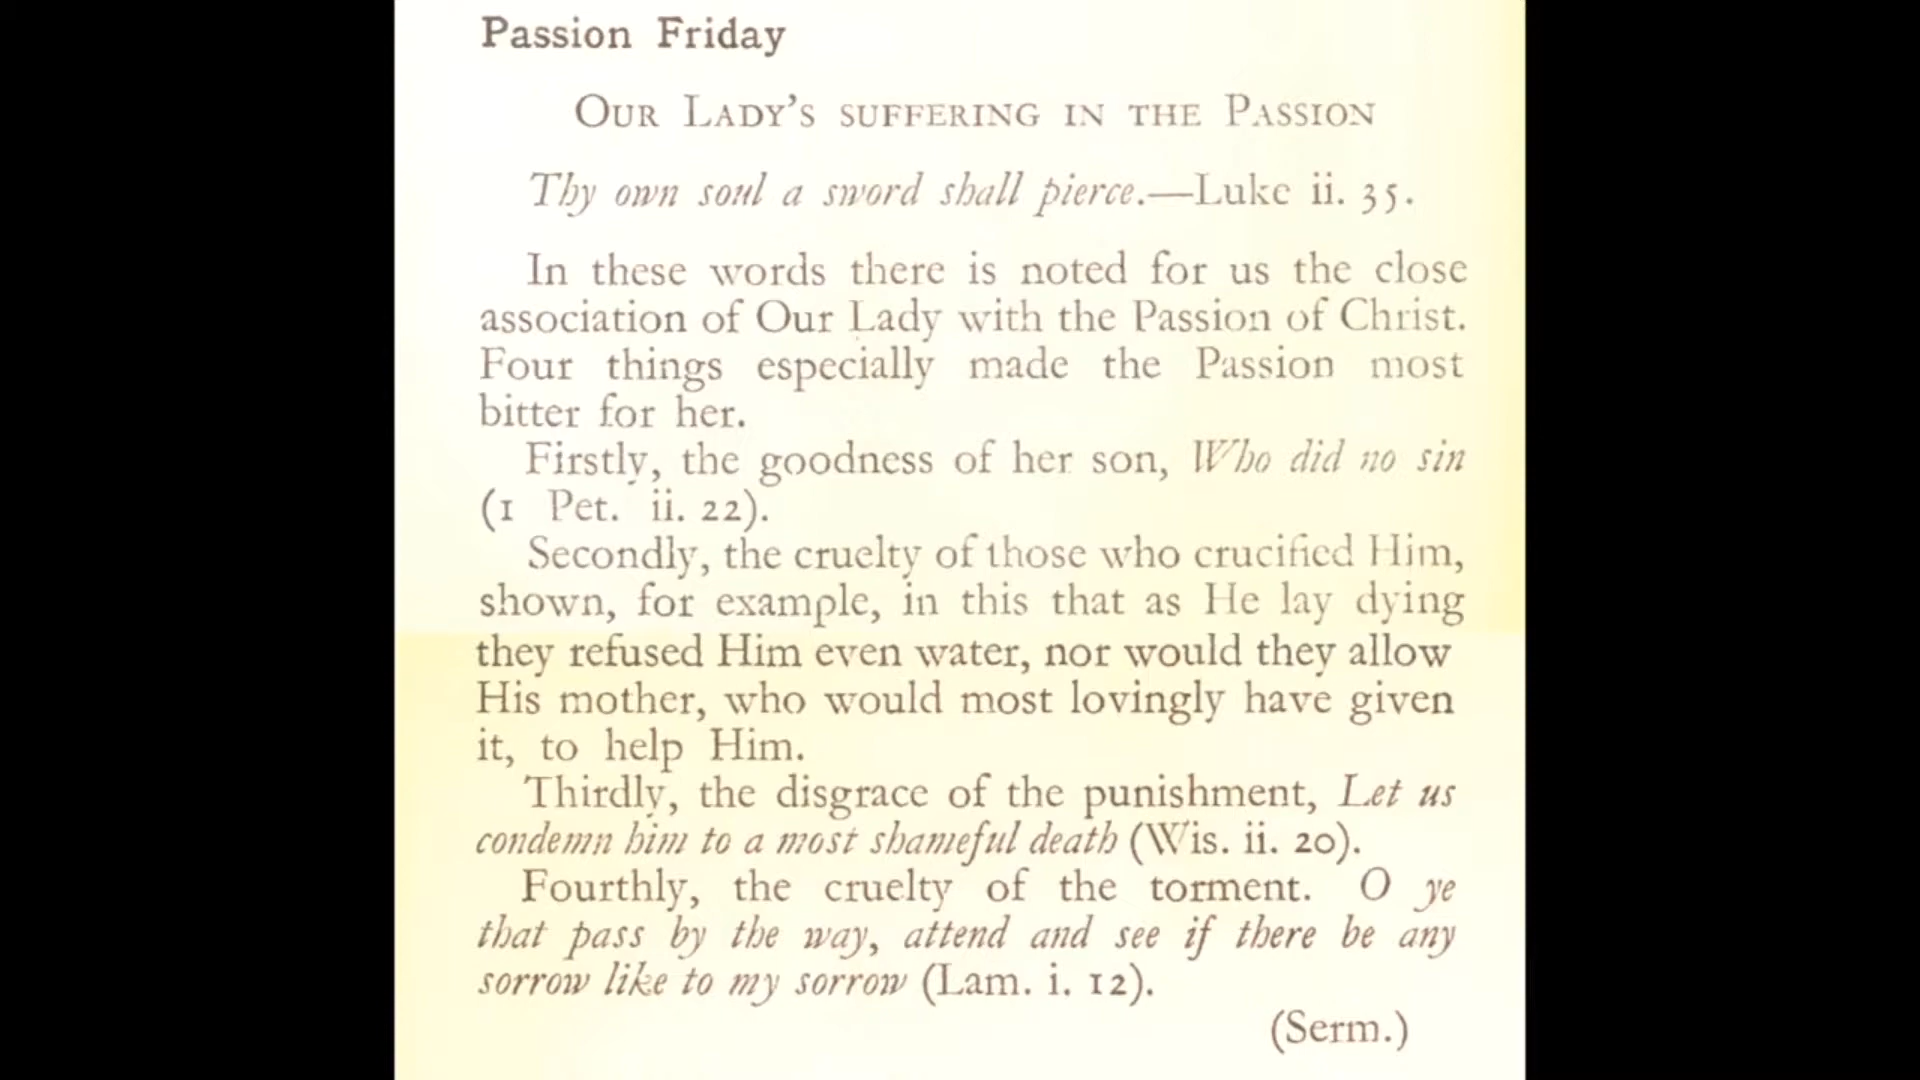 Passion Friday
Our Lady's suffering in the Passion
Thy own soul a sword shall pierce.—Luke ii. 35.
In these words there is noted for us the close
association of Our Lady with the Passion of Christ.
Four things especially made the Passion most
bitter for her.
Firstly, the goodness of her son, Who did no sin
(1 Pet. ii. 22).
Secondly, the cruelty of those who crucified Him,
shown, for example, in this that as He lay dying
they refused Him even water, nor would they allow
His mother, who would most lovingly have given
it, to help Him.
Thirdly, the disgrace of the punishment, Let us
condemn him to a most shameful death (Wis. ii. 20).
Fourthly, the cruelty of the torment. O ye
that pass by the way, attend and see if there be any
sorrow like to my sorrow (Lam. i. 12).
(Serm.)